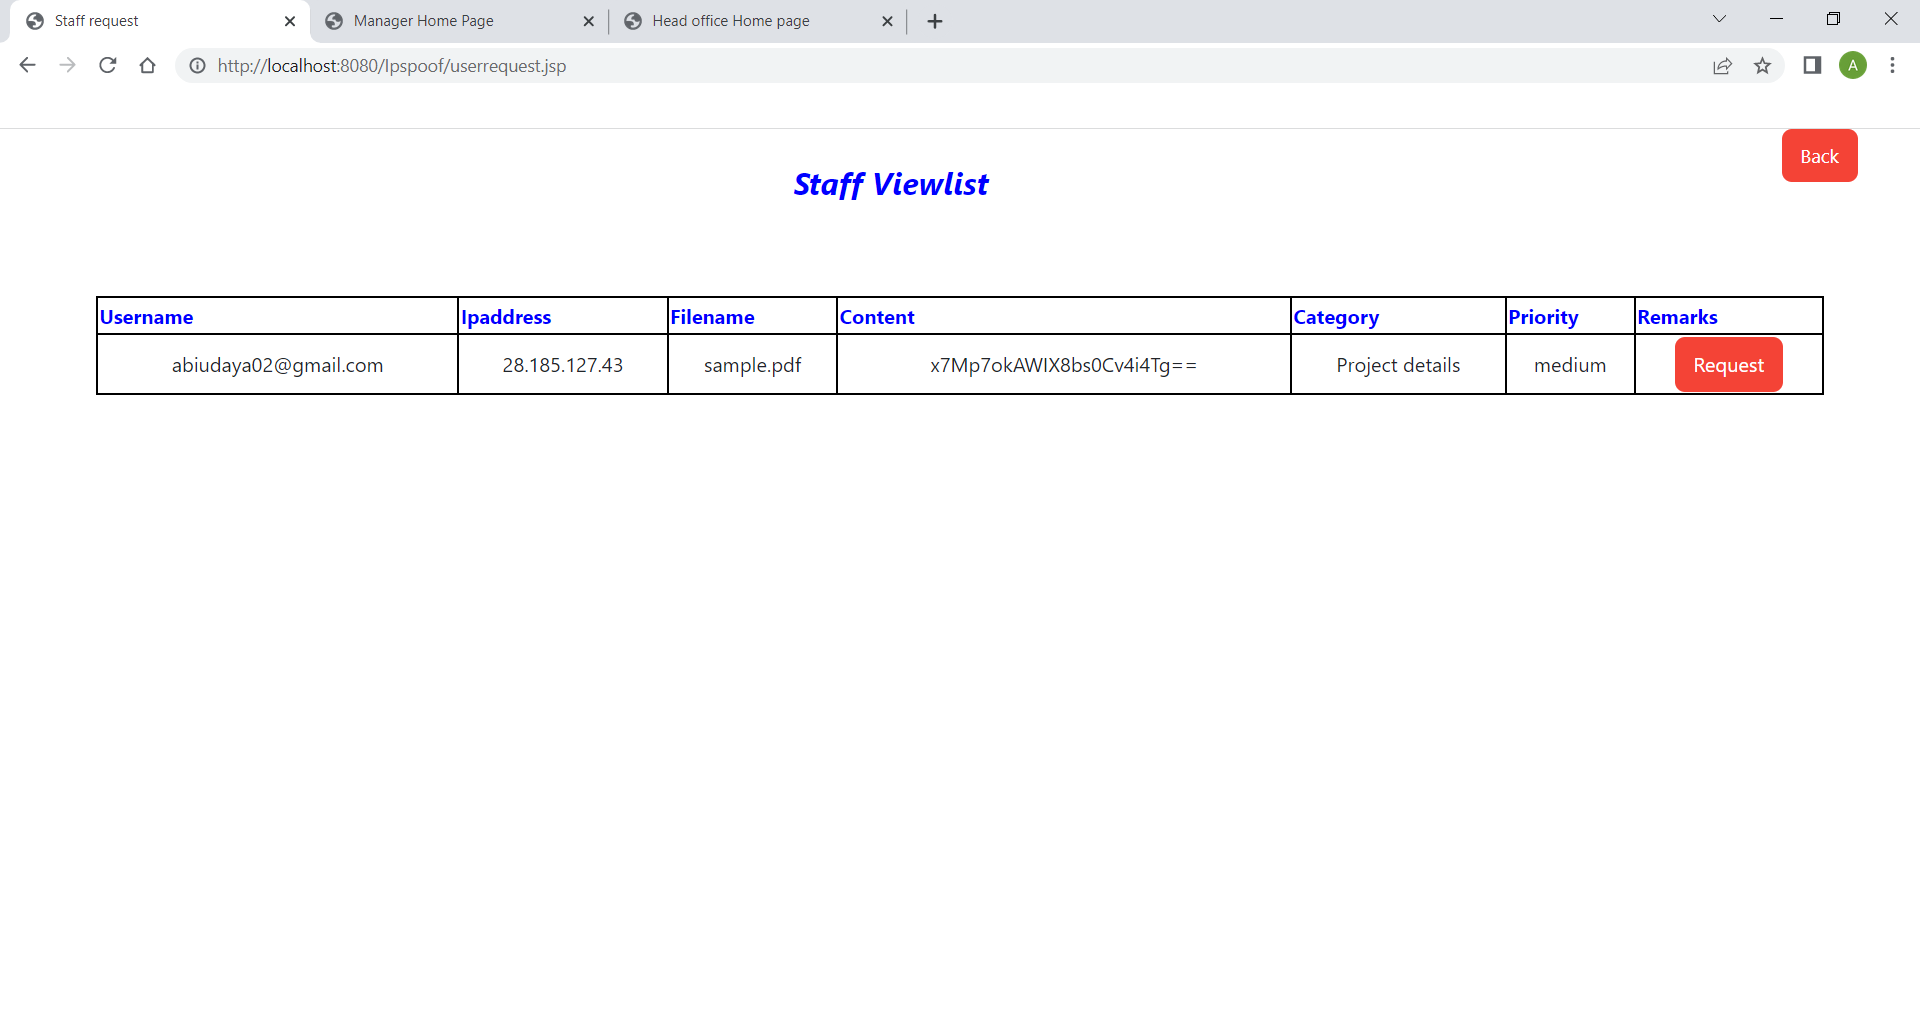 Staff request
Manager Home Page
Head office Home page
http://localhost:8080/Ipspoof/userrequest.jsp
A
Back
Staff Viewlist
Username Ipaddress Filename Content Category Priority Remarks
abiudaya02@gmail.com 28.185.127.43 sample.pdf x7Mp7okAWIX8bs0Cv4i4Tg== Project details medium Request